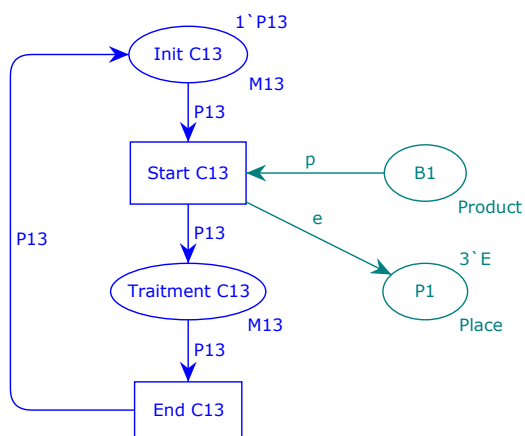 1`P13
Init C13
M13
P13
Start C13
p
B1
Product
e
P13
P13
3`E
P1
Place
Traitment C13
M13
P13
End C13